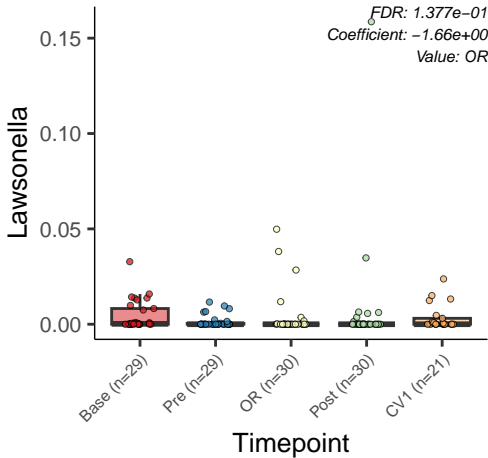 FDR: 1.377e−01
Coefficient: −1.66e+00
Value: OR
0.15
0.10
0.05
0.00
Lawsonella
Base (n=29)
Pre (n=29)
OR (n=30)
Post (n=30)
CV1 (n=21)
Timepoint